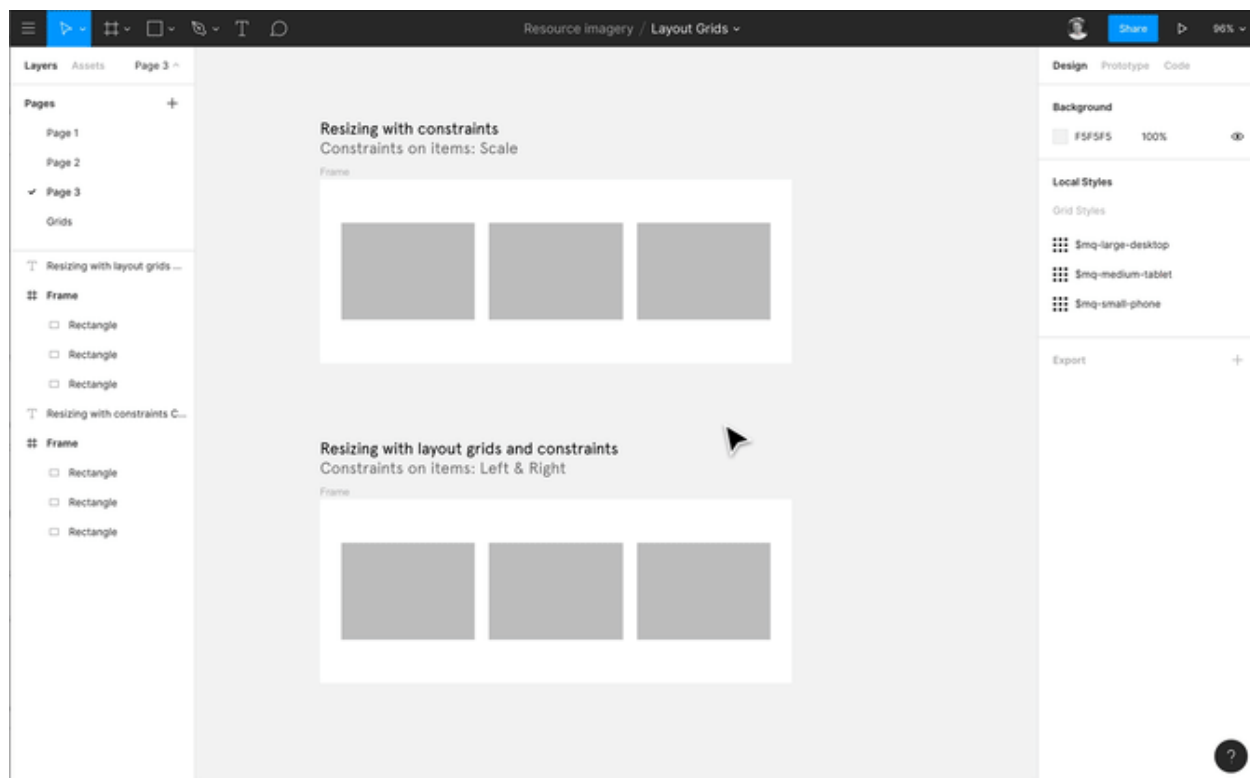 Resource imagery / Layout Grids
Share
96%
Layers Assets Page 3
Pages
Page 1
Page 2
Page 3
Grids
Resizing with layout grids ...
Frame
Rectangle
Rectangle
Rectangle
Resizing with constraints C...
Frame
Rectangle
Rectangle
Rectangle
Resizing with constraints
Constraints on items: Scale
Frame
Resizing with layout grids and constraints
Constraints on items: Left & Right
Frame
Design Prototype Code
Background
F5F5F5 100%
Local Styles
Grid Styles
$mq-large-desktop
$mq-medium-tablet
$mq-small-phone
Export
?